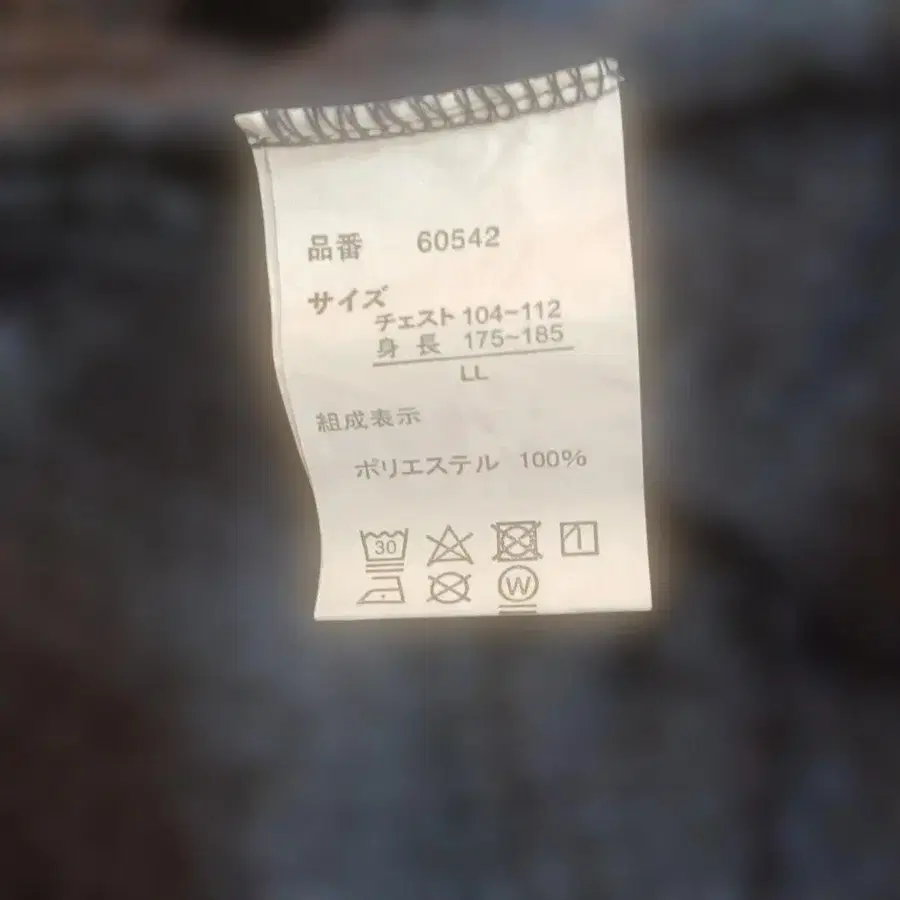 品番 60542
サイズ
チェスト 104~112
身長 175~185
LL
組成表示
ポリエステル 100%
30
W